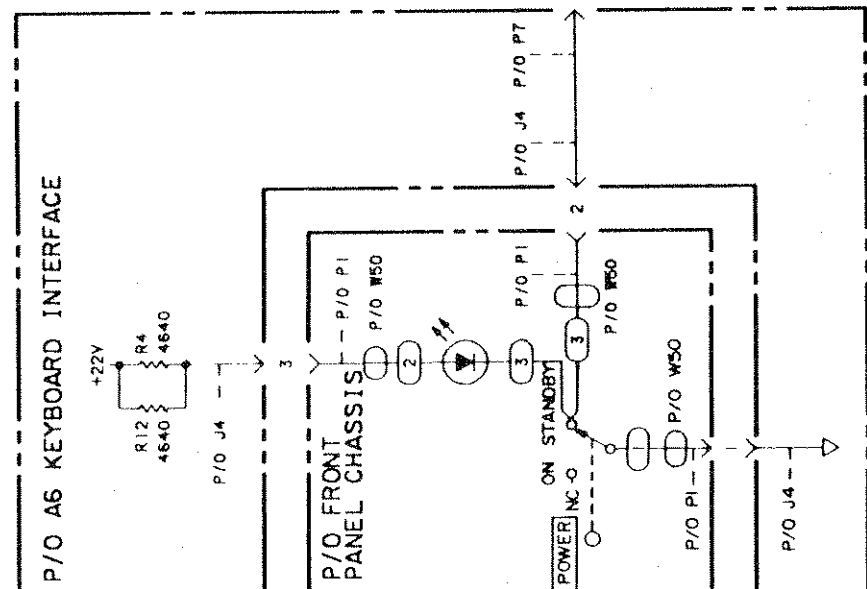 P/O A6 KEYBOARD INTERFACE
+22V
R4
4640
R12
4640
P/O J4
3
P/O P1
P/O W50
P/O FRONT
PANEL CHASSIS
2
3
P/O P7
P/O J4
2
P/O P1
P/O W50
3
ON STANDBY
NC
POWER
P/O W50
P/O P1
P/O J4